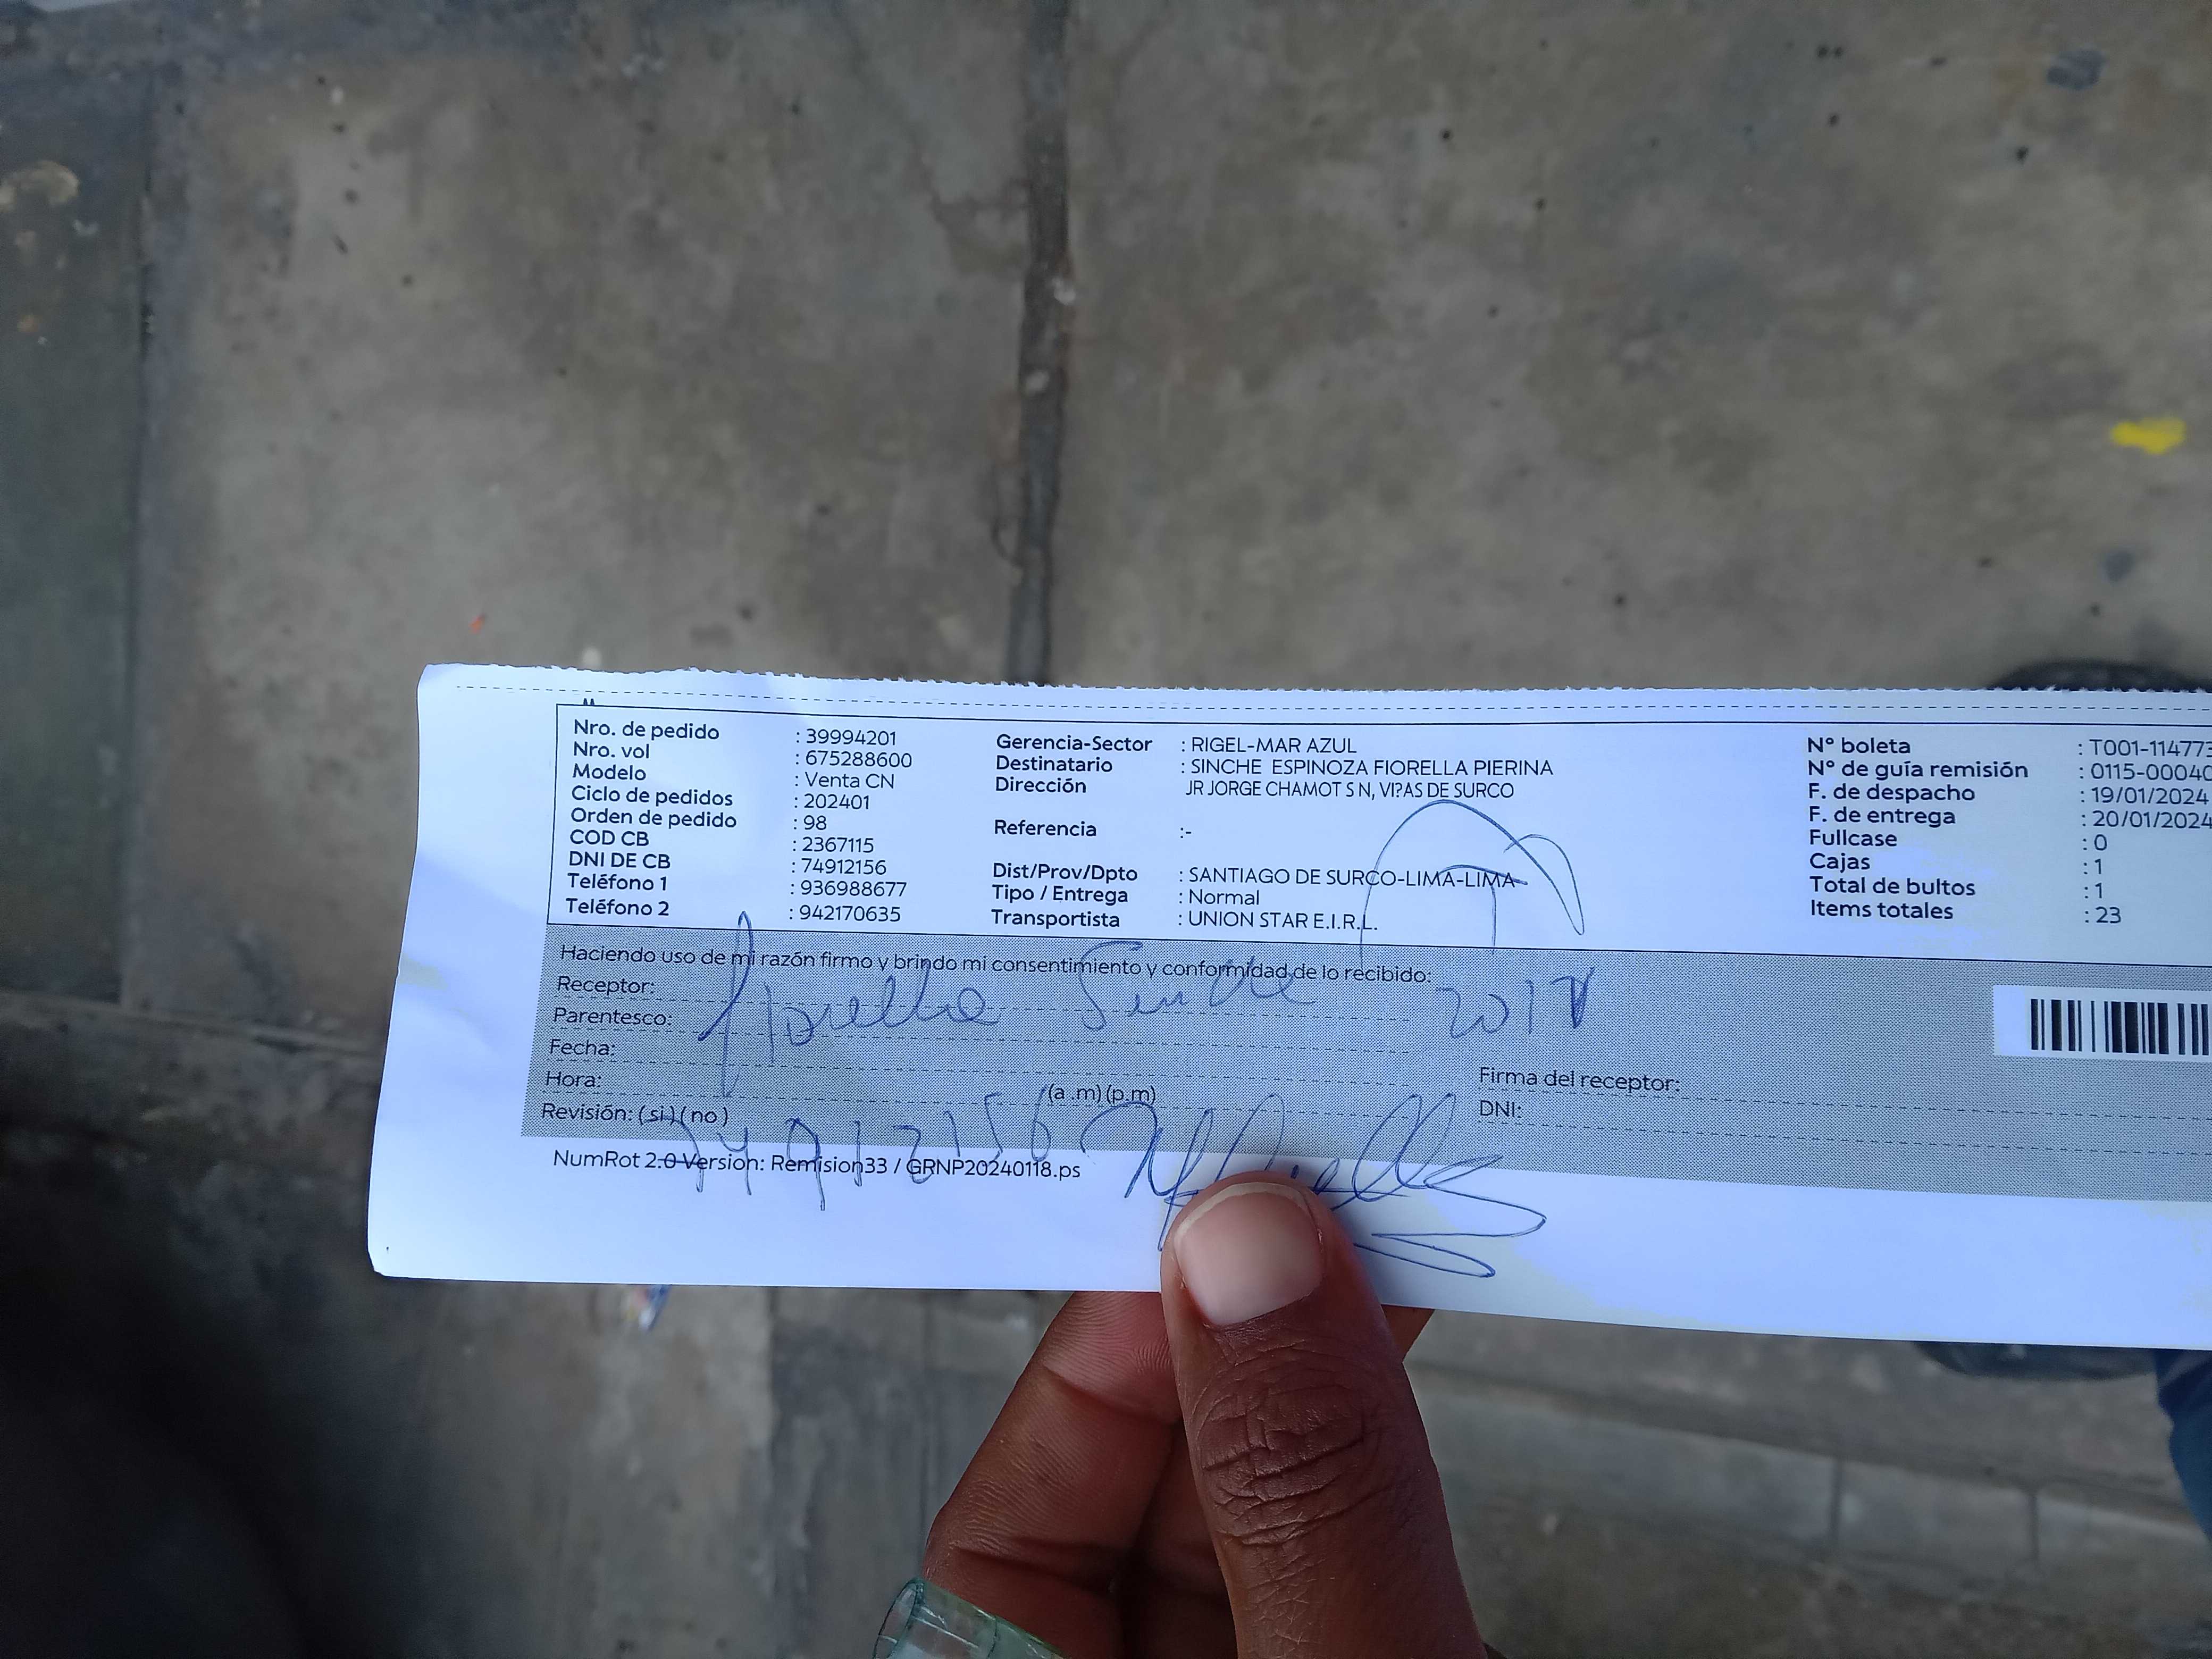 Nro. de pedido : 39994201
Nro. vol : 675288600
Modelo : Venta CN
Ciclo de pedidos : 202401
Orden de pedido : 98
COD CB : 2367115
DNI DE CB : 74912156
Teléfono 1 : 936988677
Teléfono 2 : 942170635
Gerencia-Sector : RIGEL-MAR AZUL
Destinatario : SINCHE ESPINOZA FIORELLA PIERINA
Dirección JR JORGE CHAMOT S N, VI?AS DE SURCO
Referencia :-
Dist/Prov/Dpto : SANTIAGO DE SURCO-LIMA-LIMA
Tipo / Entrega : Normal
Transportista : UNION STAR E.I.R.L.
N° boleta : T001-114773
N° de guía remisión : 0115-00040
F. de despacho : 19/01/2024
F. de entrega : 20/01/2024
Fullcase : 0
Cajas : 1
Total de bultos : 1
Items totales : 23
Haciendo uso de mi razón firmo y brindo mi consentimiento y conformidad de lo recibido:
Receptor:
Fiorella Sinche
Parentesco:
Fecha:
Hora: (a .m) (p.m)
Revisión: (si) ( no )
74912156
Firma del receptor:
DNI:
NumRot 2.0 Version: Remision33 / GRNP20240118.ps